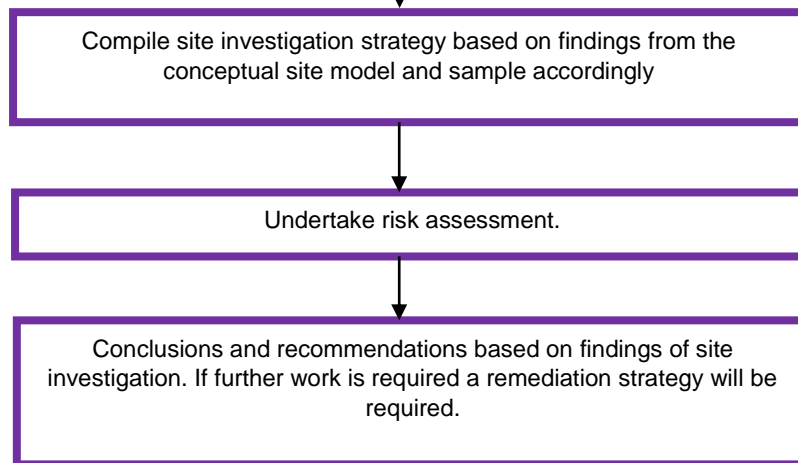 Compile site investigation strategy based on findings from the
conceptual site model and sample accordingly
Undertake risk assessment.
Conclusions and recommendations based on findings of site
investigation. If further work is required a remediation strategy will be
required.